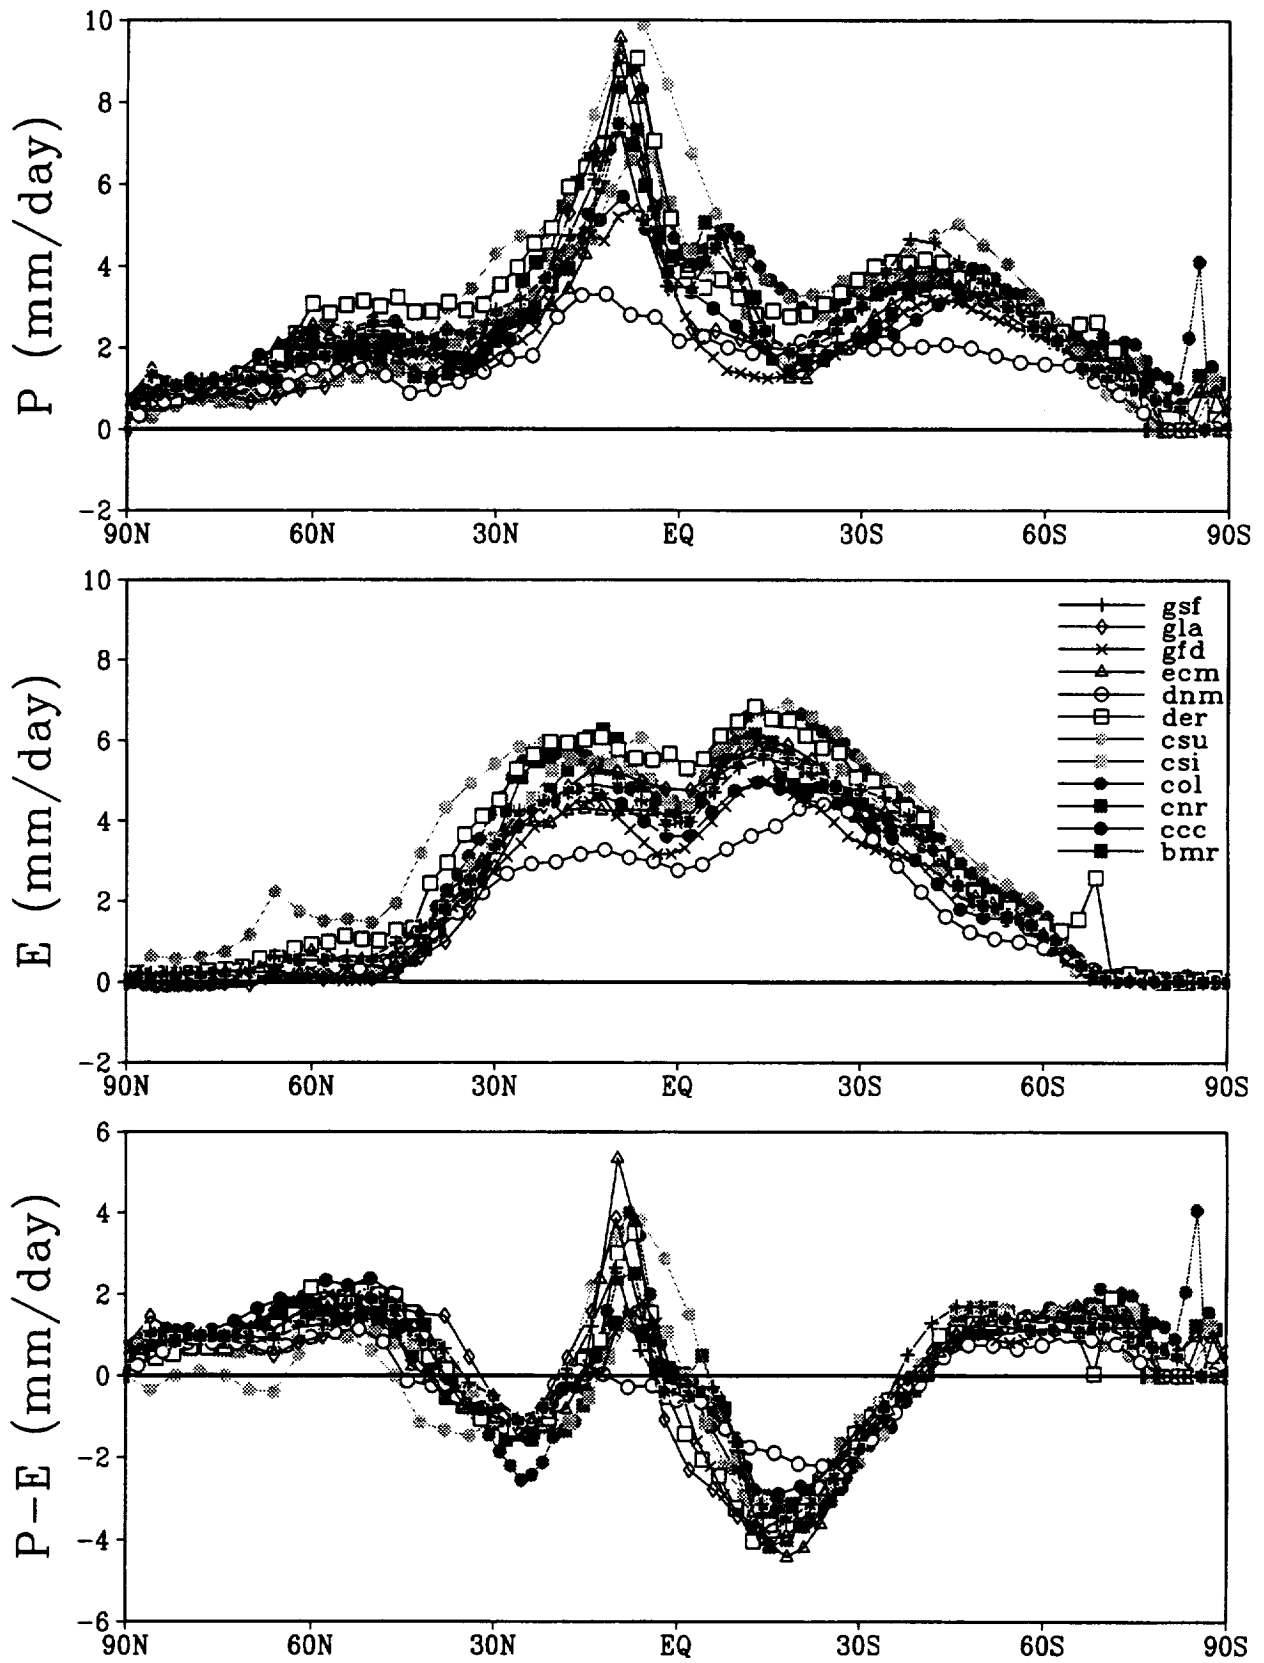 P (mm/day)
10
8
6
4
2
0
-2
90N 60N 30N EQ 30S 60S 90S
E (mm/day)
10
8
6
4
2
0
-2
gsf
gla
gfd
ecm
dnm
der
csu
csi
col
cnr
ccc
bmr
90N 60N 30N EQ 30S 60S 90S
P-E (mm/day)
6
4
2
0
-2
-4
-6
90N 60N 30N EQ 30S 60S 90S